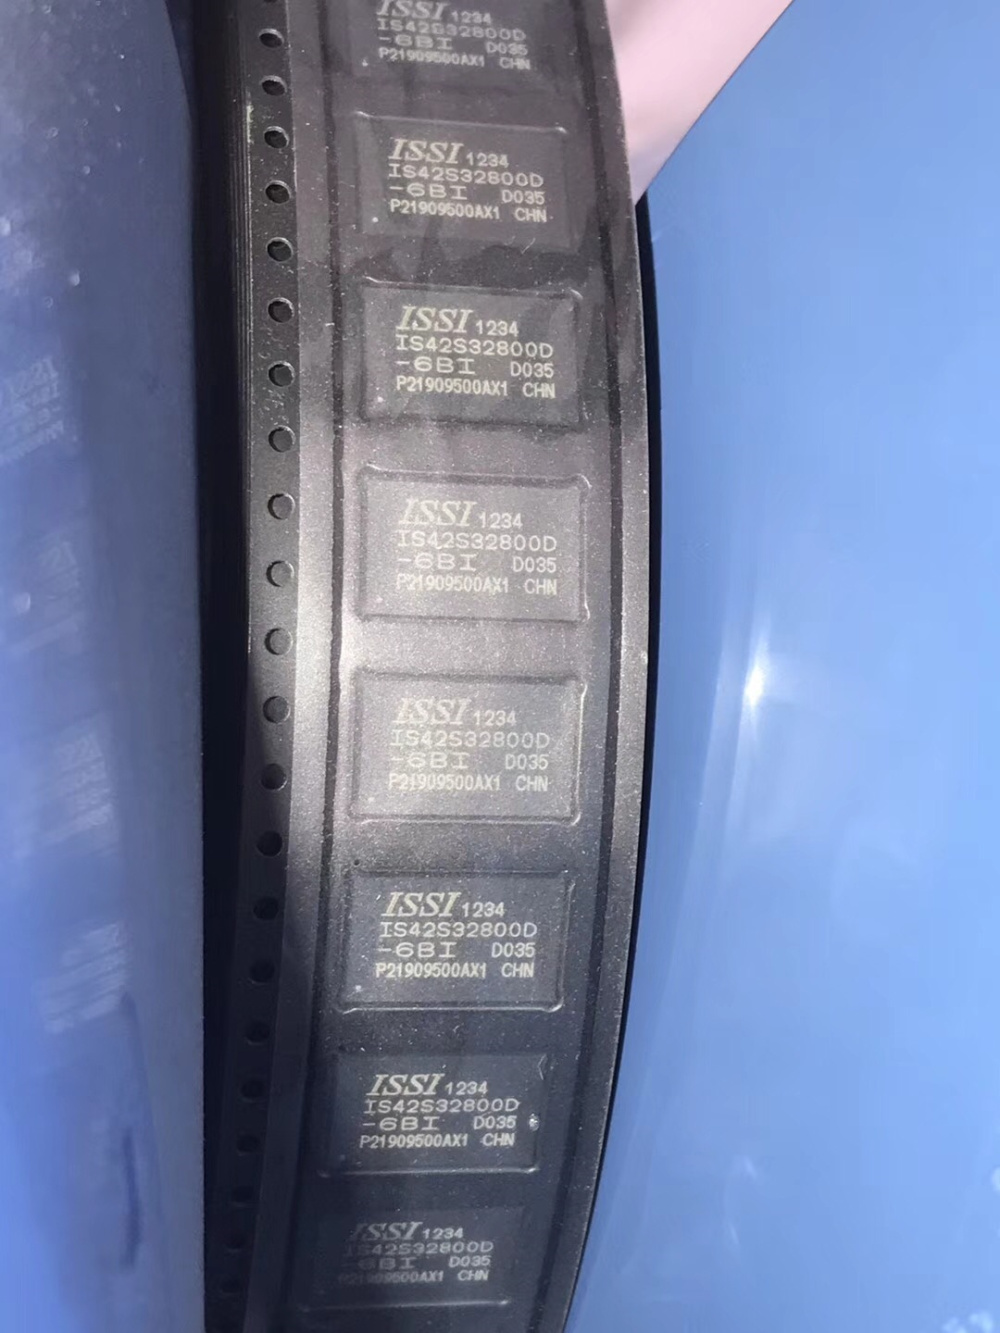 ISSI 1234
IS42S32800D
-6BI D035
P21909500AX1 CHN
ISSI 1234
IS42S32800D
-6BI D035
P21909500AX1 CHN
ISSI 1234
IS42S32800D
-6BI D035
P21909500AX1 CHN
ISSI 1234
IS42S32800D
-6BI D035
P21909500AX1 CHN
ISSI 1234
IS42S32800D
-6BI D035
P21909500AX1 CHN
ISSI 1234
IS42S32800D
-6BI D035
P21909500AX1 CHN
ISSI 1234
IS42S32800D
-6BI D035
P21909500AX1 CHN
ISSI 1234
IS42S32800D
-6BI D035
P21909500AX1 CHN